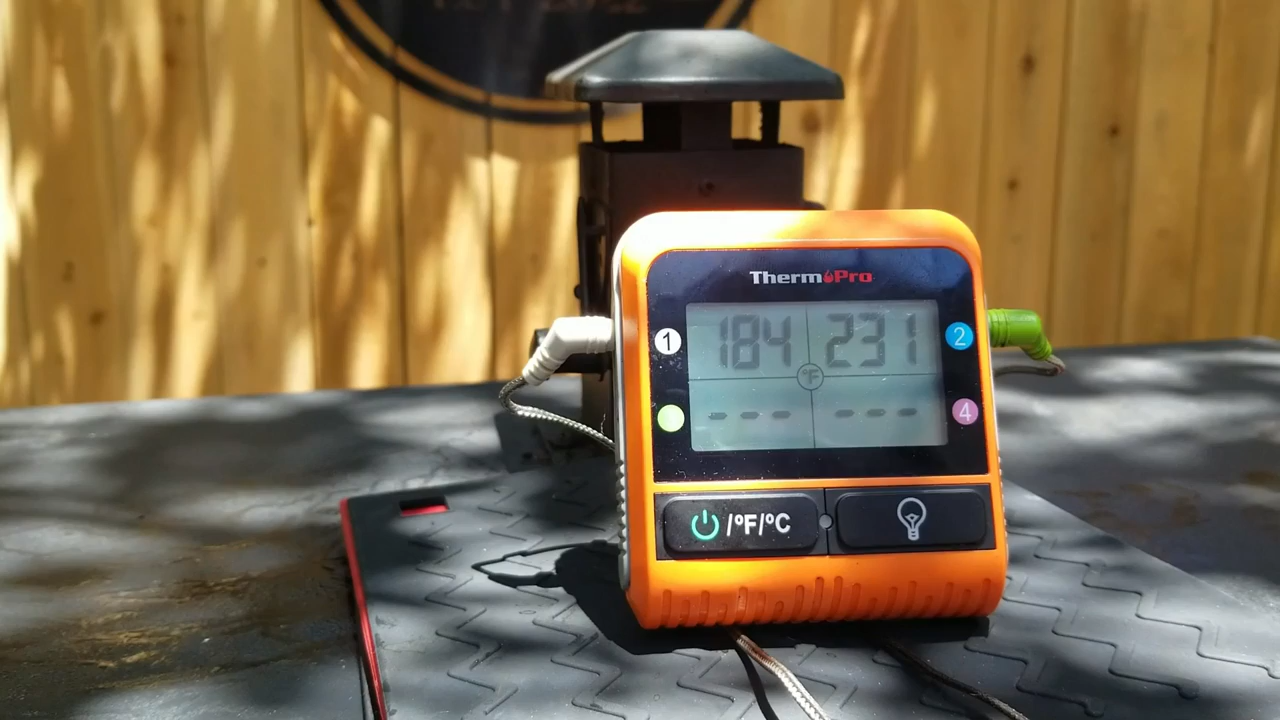 ThermoPro
1 184 231 2
°F
--- --- 4
/°F/°C